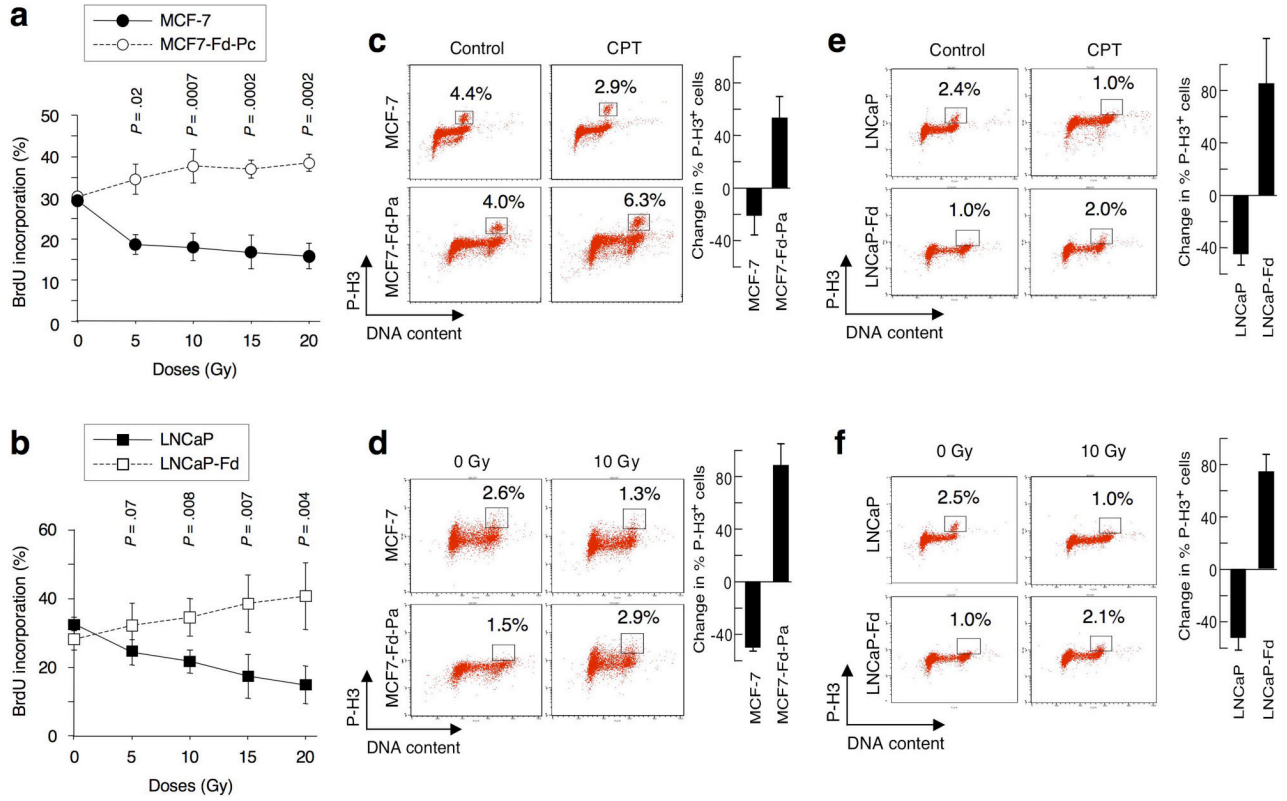 a
MCF-7
MCF7-Fd-Pc
P = .02
P = .0007
P = .0002
P = .0002
BrdU incorporation (%)
50
40
30
20
10
0
0 5 10 15 20
Doses (Gy)
b
LNCaP
LNCaP-Fd
P = .07
P = .008
P = .007
P = .004
BrdU incorporation (%)
60
40
20
0
0 5 10 15 20
Doses (Gy)
c
Control CPT
MCF-7
4.4% 2.9%
MCF7-Fd-Pa
4.0% 6.3%
P-H3
DNA content
Change in % P-H3+ cells
80
40
0
-40
MCF-7
MCF7-Fd-Pa
d
0 Gy 10 Gy
MCF-7
2.6% 1.3%
MCF7-Fd-Pa
1.5% 2.9%
P-H3
DNA content
Change in % P-H3+ cells
80
40
0
-40
MCF-7
MCF7-Fd-Pa
e
Control CPT
LNCaP
2.4% 1.0%
LNCaP-Fd
1.0% 2.0%
P-H3
DNA content
Change in % P-H3+ cells
80
40
0
-40
LNCaP
LNCaP-Fd
f
0 Gy 10 Gy
LNCaP
2.5% 1.0%
LNCaP-Fd
1.0% 2.1%
P-H3
DNA content
Change in % P-H3+ cells
80
40
0
-40
LNCaP
LNCaP-Fd